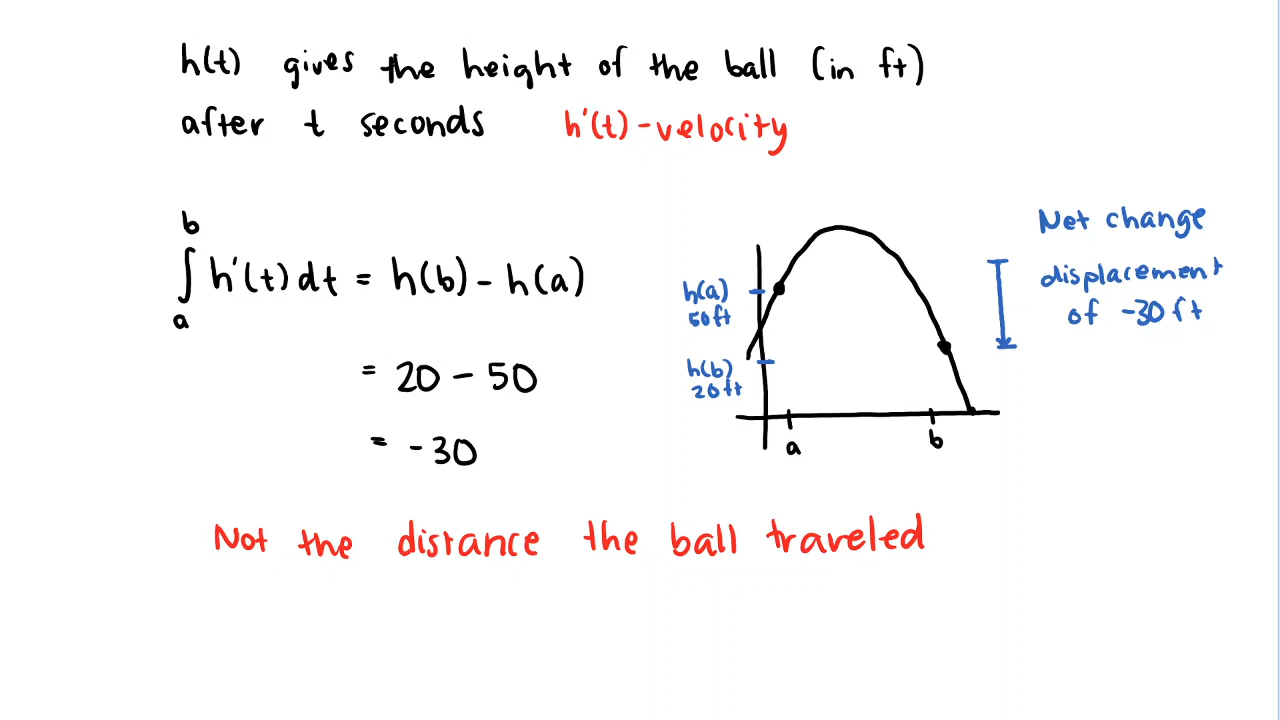 h(t) gives the height of the ball (in ft)
after t seconds h'(t) - velocity
b
∫ h'(t) dt = h(b) - h(a)
a
= 20 - 50
= -30
h(a)
50ft
h(b)
20ft
a
b
Net change
displacement
of -30 ft
Not the distance the ball traveled